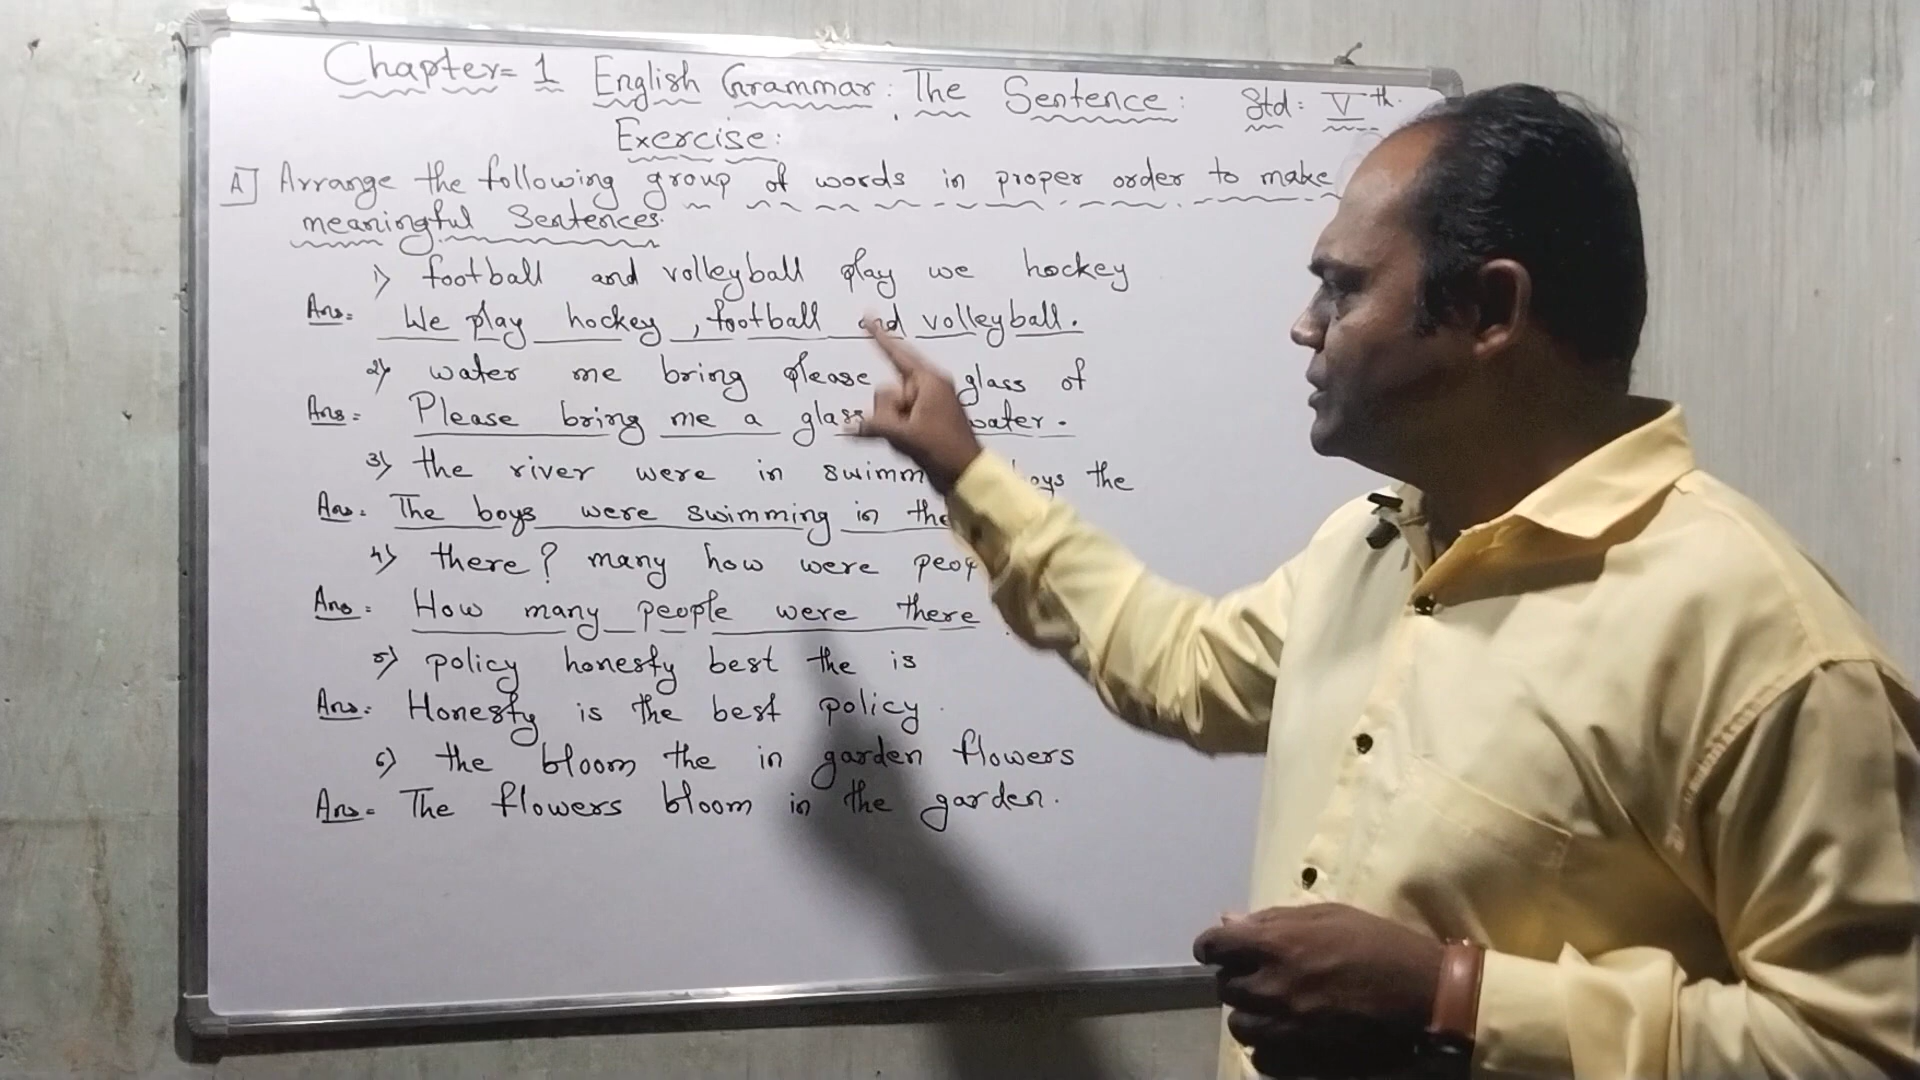 Chapter= 1 English Grammar: The Sentence: Std: Vth.
Exercise:
A] Arrange the following group of words in proper order to make
meaningful Sentences.
1) football and volleyball play we hockey
Ans= We play hockey, football and volleyball.
2) water me bring please glass of
Ans= Please bring me a glass water.
3) the river were in the
Ans. The boys were swimming in the
4) there? many how were
Ans= How many people were there
5) policy honesty best the is
Ans. Honesty is the best policy.
6) the bloom the in garden flowers
Ans= The flowers bloom in the garden.